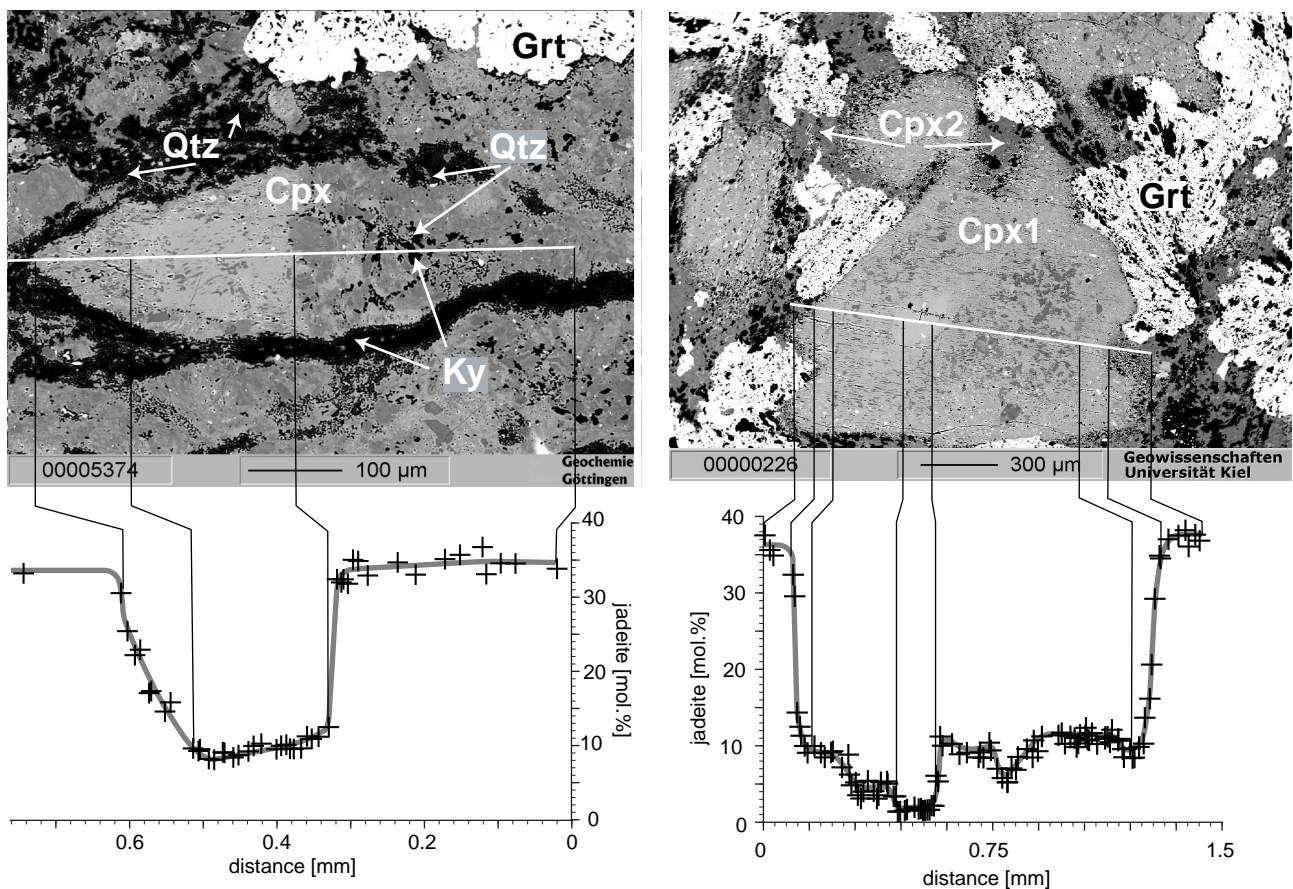 Grt
Qtz
Qtz
Cpx
Ky
00005374
100 µm
Geochemie
Göttingen
Cpx2
Grt
Cpx1
00000226
300 µm
Geowissenschaften
Universität Kiel
40
30
20
10
0
jadeite [mol.%]
0.6
0.4
0.2
0
distance [mm]
40
30
20
10
0
jadeite [mol.%]
0
0.75
1.5
distance [mm]